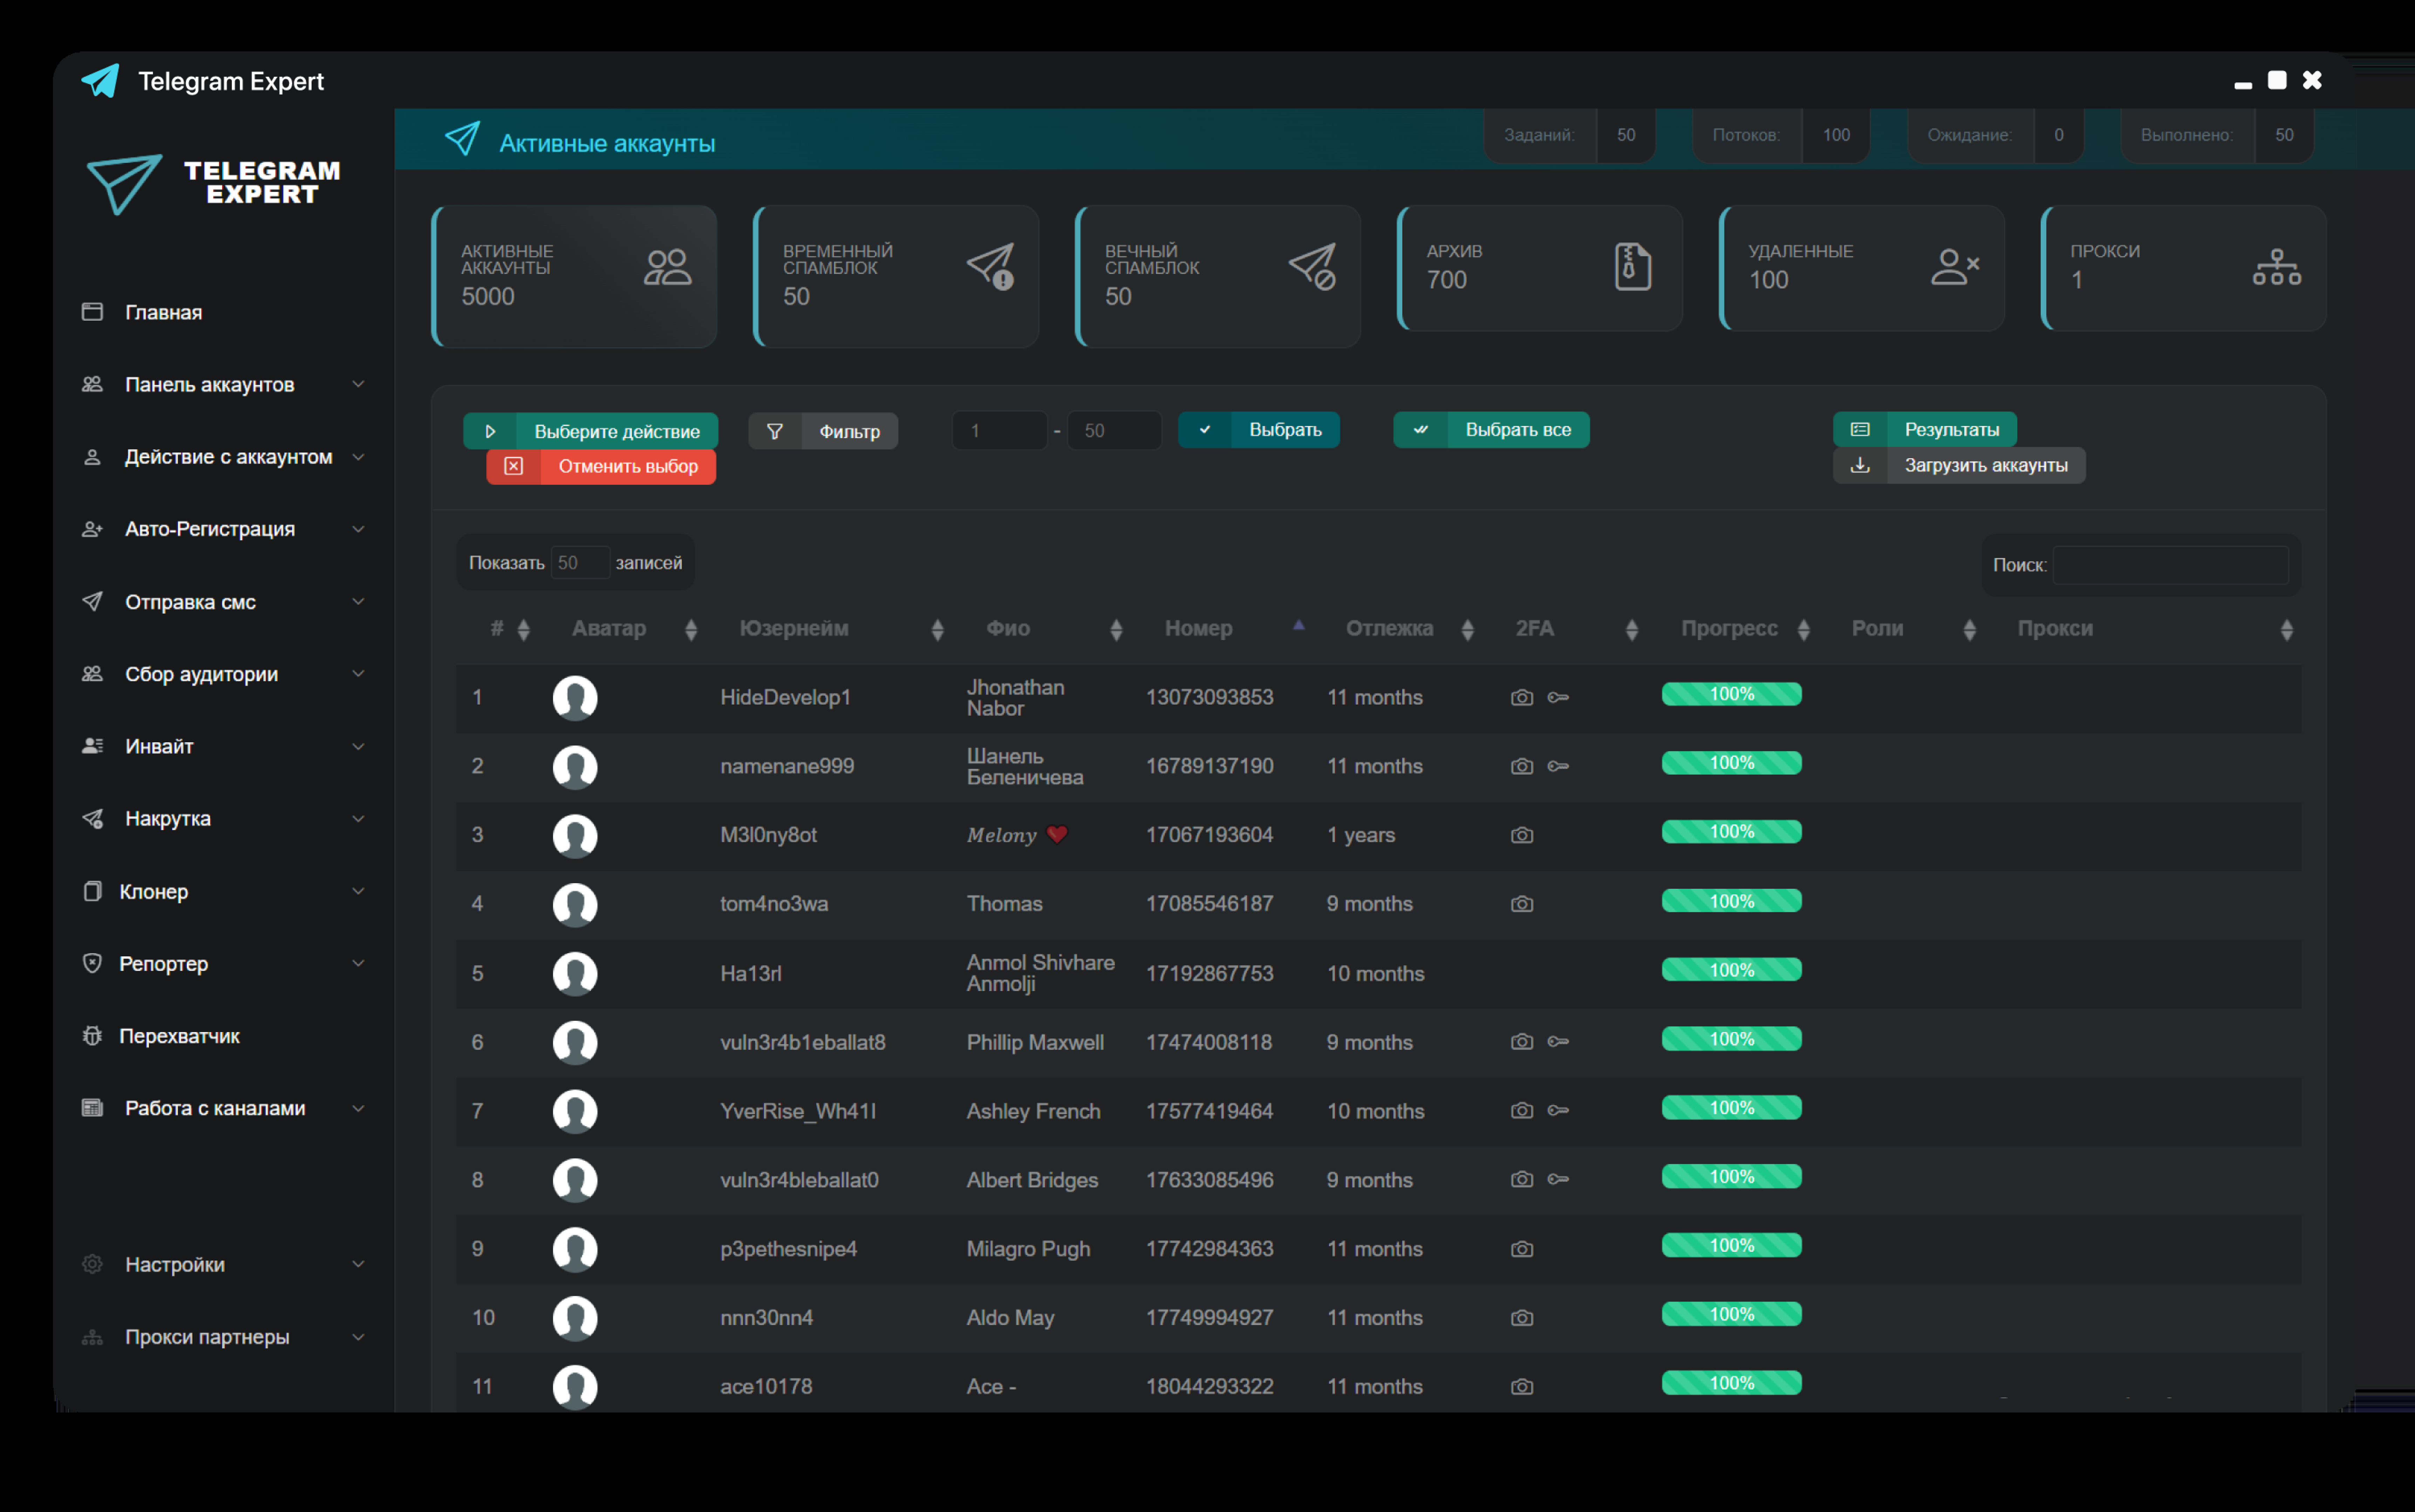 Telegram Expert
TELEGRAM
EXPERT
Главная
Панель аккаунтов
Действие с аккаунтом
Авто-Регистрация
Отправка смс
Сбор аудитории
Инвайт
Накрутка
Клонер
Репортер
Перехватчик
Работа с каналами
Настройки
Прокси партнеры
Активные аккаунты
Заданий: 50 Потоков: 100 Ожидание: 0 Выполнено: 50
АКТИВНЫЕ
АККАУНТЫ
5000
ВРЕМЕННЫЙ
СПАМБЛОК
50
ВЕЧНЫЙ
СПАМБЛОК
50
АРХИВ
700
УДАЛЕННЫЕ
100
ПРОКСИ
1
Выберите действие Фильтр 1 - 50 Выбрать Выбрать все Результаты
Отменить выбор Загрузить аккаунты
Показать 50 записей Поиск:
# Аватар Юзернейм Фио Номер Отлежка 2FA Прогресс Роли Прокси
1 HideDevelop1 Jhonathan Nabor 13073093853 11 months 100%
2 namenane999 Шанель Беленичева 16789137190 11 months 100%
3 M3l0ny8ot Melony ❤ 17067193604 1 years 100%
4 tom4no3wa Thomas 17085546187 9 months 100%
5 Ha13rl Anmol Shivhare Anmolji 17192867753 10 months 100%
6 vuln3r4b1eballat8 Phillip Maxwell 17474008118 9 months 100%
7 YverRise_Wh41l Ashley French 17577419464 10 months 100%
8 vuln3r4bleballat0 Albert Bridges 17633085496 9 months 100%
9 p3pethesnipe4 Milagro Pugh 17742984363 11 months 100%
10 nnn30nn4 Aldo May 17749994927 11 months 100%
11 ace10178 Ace - 18044293322 11 months 100%